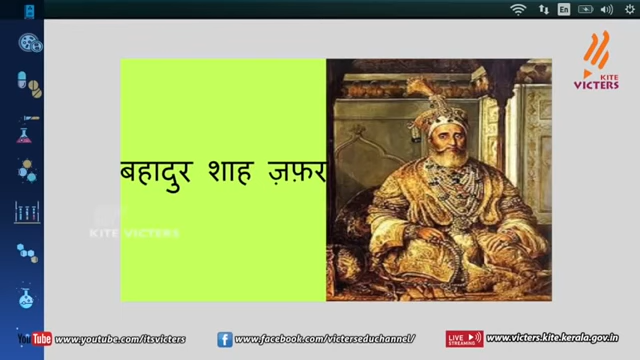 En
KITE
VICTERS
बहादुर शाह ज़फ़र
KITE VICTERS
YouTube www.youtube.com/itsvicters
www.facebook.com/victerseduchannel/
LIVE
STREAMING
www.victers.kite.kerala.gov.in